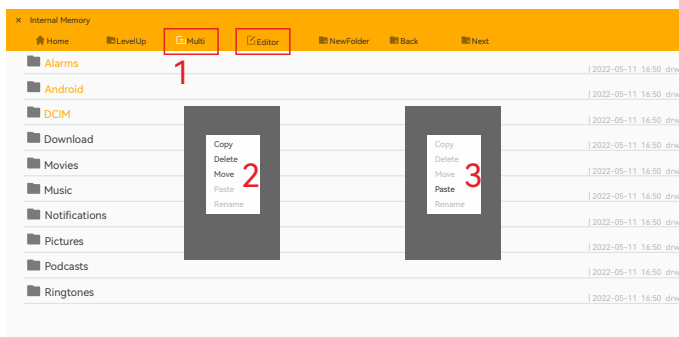 × Internal Memory
Home LevelUp Multi Editor NewFolder Back Next
Alarms
1
| 2022-05-11 16:50 drw
Android
| 2022-05-11 16:50 drw
DCIM
| 2022-05-11 16:50 drw
Download
| 2022-05-11 16:50 drw
Movies
| 2022-05-11 16:50 drw
Music
| 2022-05-11 16:50 drw
Notifications
| 2022-05-11 16:50 drw
Pictures
| 2022-05-11 16:50 drw
Podcasts
| 2022-05-11 16:50 drw
Ringtones
| 2022-05-11 16:50 drw
Copy
Delete
Move
Paste
Rename
2
Copy
Delete
Move
Paste
Rename
3